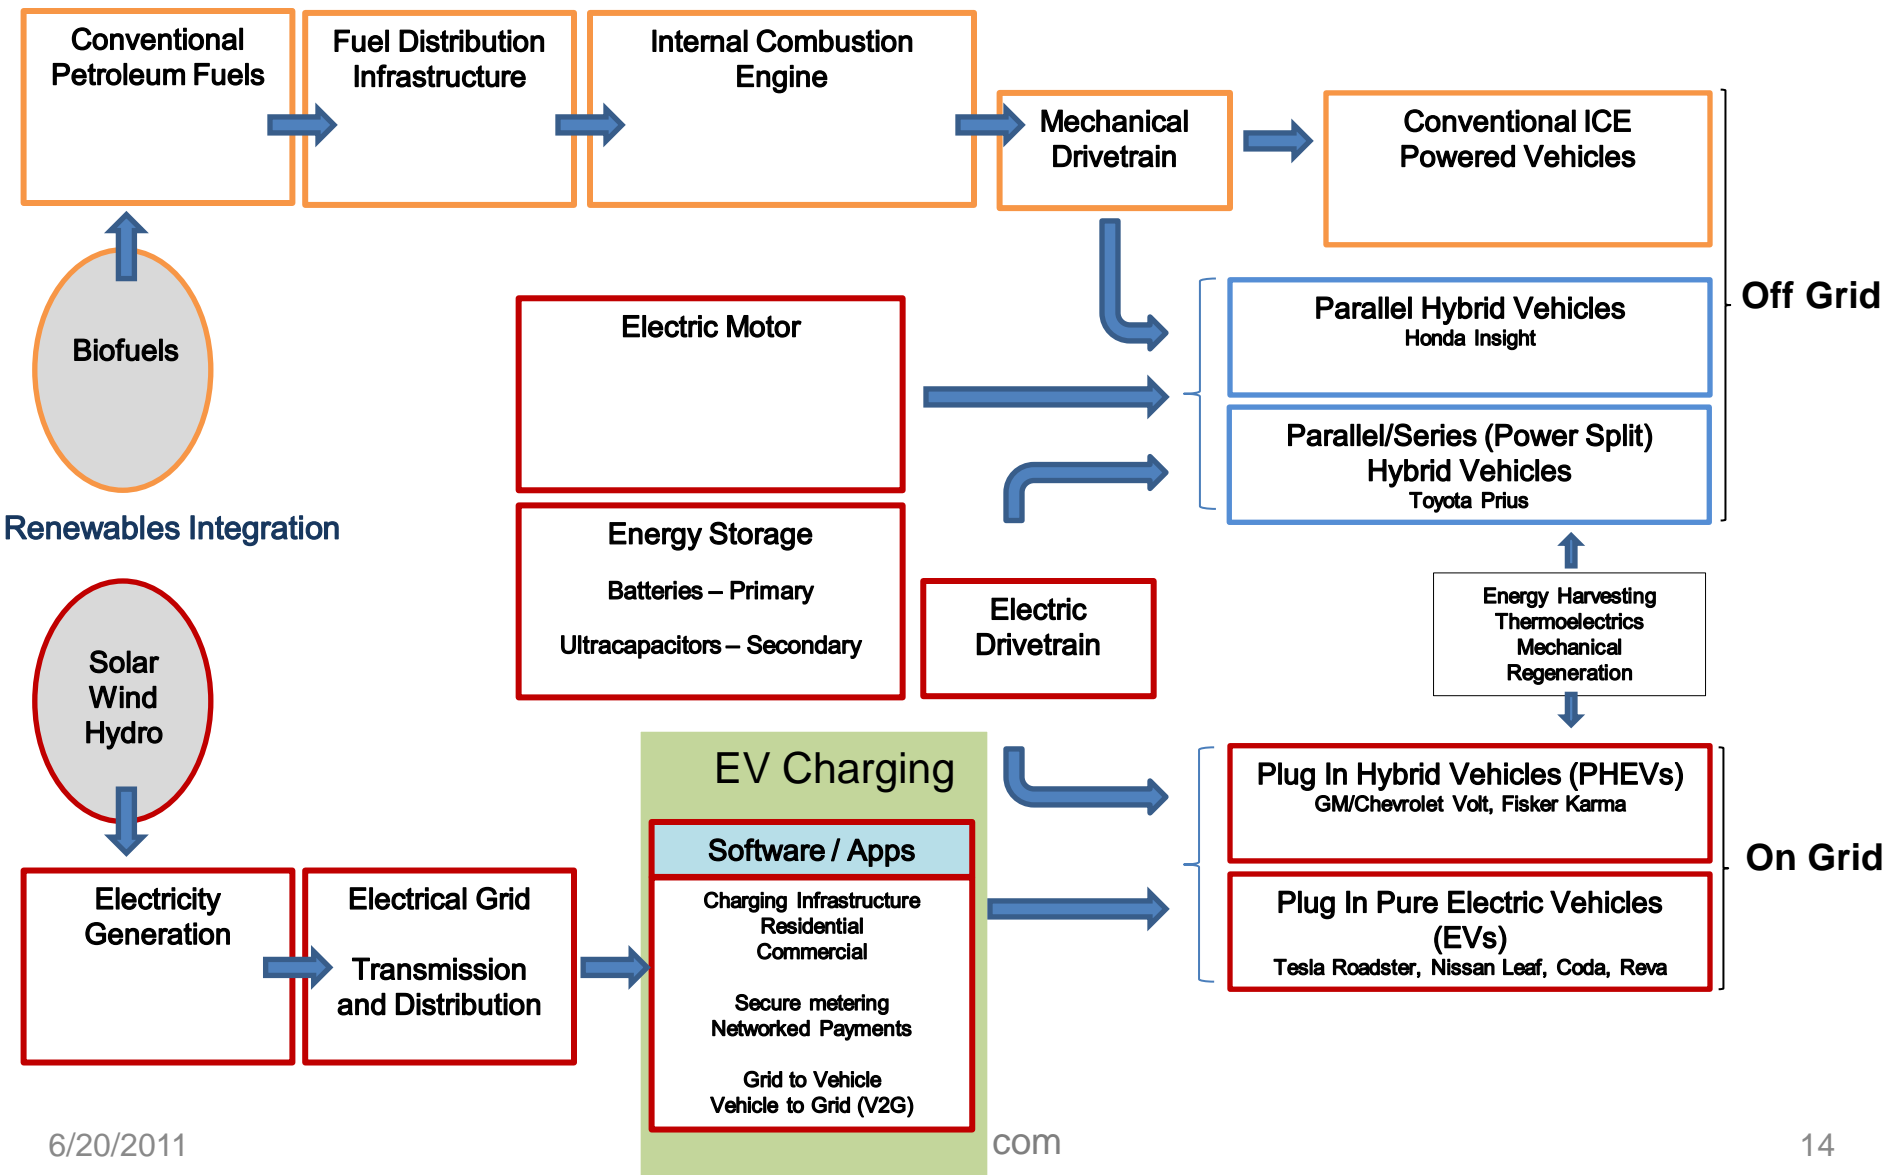 Conventional
Petroleum Fuels
Fuel Distribution
Infrastructure
Internal Combustion
Engine
Mechanical
Drivetrain
Conventional ICE
Powered Vehicles
Off Grid
Biofuels
Electric Motor
Parallel Hybrid Vehicles
Honda Insight
Parallel/Series (Power Split)
Hybrid Vehicles
Toyota Prius
Renewables Integration
Energy Storage
Batteries – Primary
Ultracapacitors – Secondary
Electric
Drivetrain
Energy Harvesting
Thermoelectrics
Mechanical
Regeneration
Solar
Wind
Hydro
EV Charging
Plug In Hybrid Vehicles (PHEVs)
GM/Chevrolet Volt, Fisker Karma
On Grid
Software / Apps
Electricity
Generation
Electrical Grid
Transmission
and Distribution
Charging Infrastructure
Residential
Commercial
Secure metering
Networked Payments
Grid to Vehicle
Vehicle to Grid (V2G)
Plug In Pure Electric Vehicles
(EVs)
Tesla Roadster, Nissan Leaf, Coda, Reva
6/20/2011
com
14